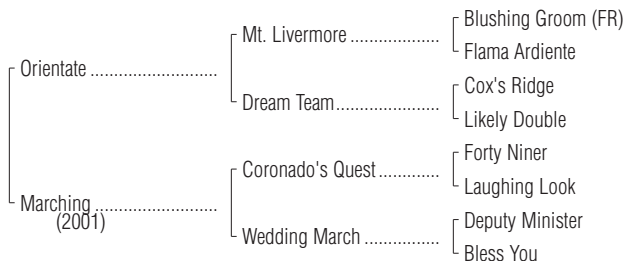 Blushing Groom (FR)
Mt. Livermore ..................
Flama Ardiente
Orientate .........................
Cox's Ridge
Dream Team.....................
Likely Double
Forty Niner
Coronado's Quest.............
Laughing Look
Marching ........................
(2001)
Deputy Minister
Wedding March ...............
Bless You